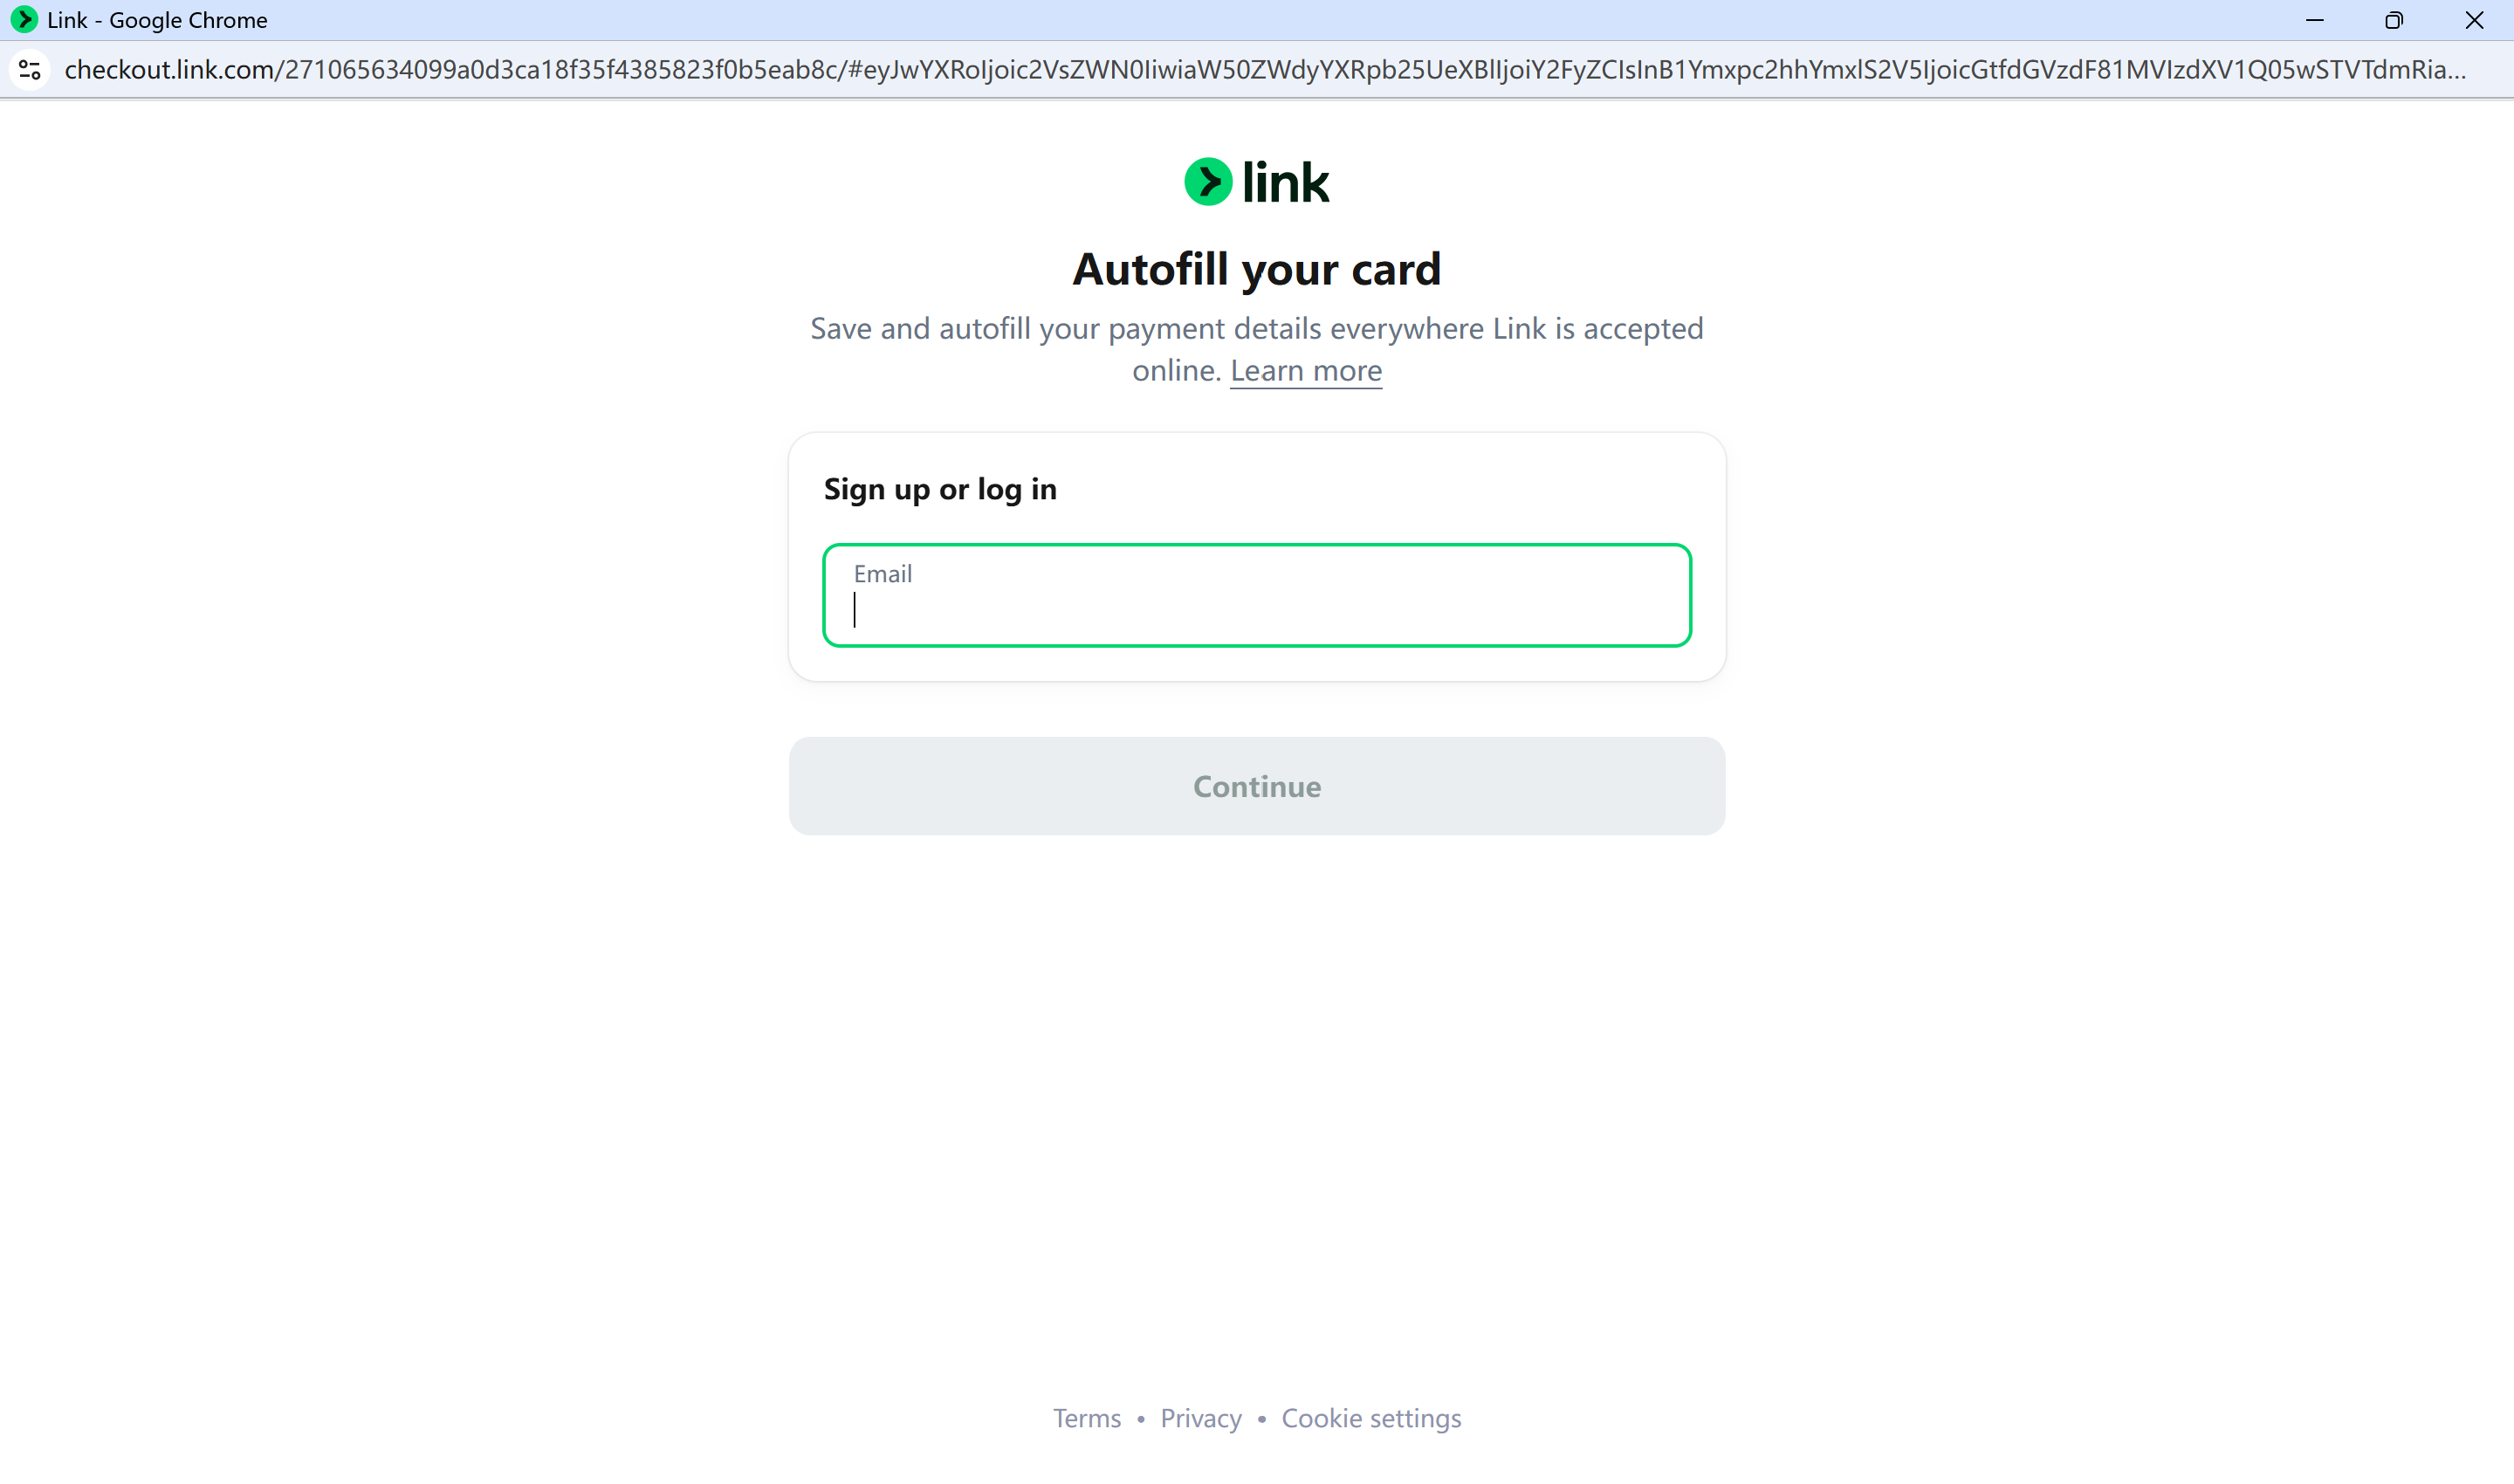 Link - Google Chrome
checkout.link.com/271065634099a0d3ca18f35f4385823f0b5eab8c/#eyJwYXRoIjoic2VsZWN0IiwiaW50ZWdyYXRpb25UeXBlIjoiY2FyZCIsInB1Ymxpc2hhYmxlS2V5IjoicGtfdGVzdF81MVIzdXV1Q05wSTVTdmRia...
link
Autofill your card
Save and autofill your payment details everywhere Link is accepted
online. Learn more
Sign up or log in
Email
Continue
Terms • Privacy • Cookie settings